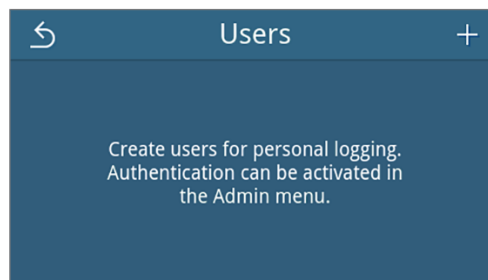 Users
Create users for personal logging.
Authentication can be activated in
the Admin menu.